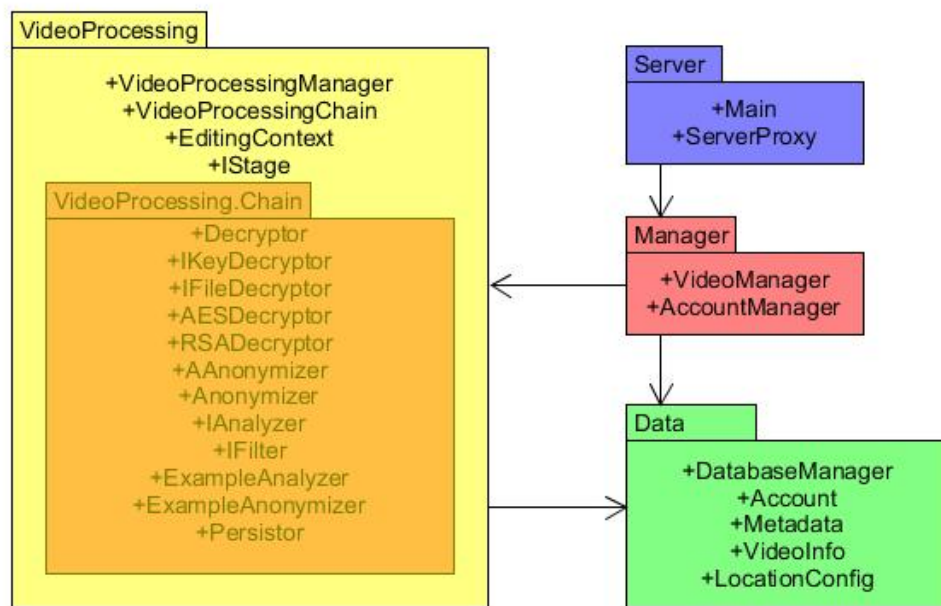 VideoProcessing
+VideoProcessingManager
+VideoProcessingChain
+EditingContext
+IStage
VideoProcessing.Chain
+Decryptor
+IKeyDecryptor
+IFileDecryptor
+AESDecryptor
+RSADecryptor
+AAnonymizer
+Anonymizer
+IAnalyzer
+IFilter
+ExampleAnalyzer
+ExampleAnonymizer
+Persistor
Server
+Main
+ServerProxy
Manager
+VideoManager
+AccountManager
Data
+DatabaseManager
+Account
+Metadata
+VideoInfo
+LocationConfig